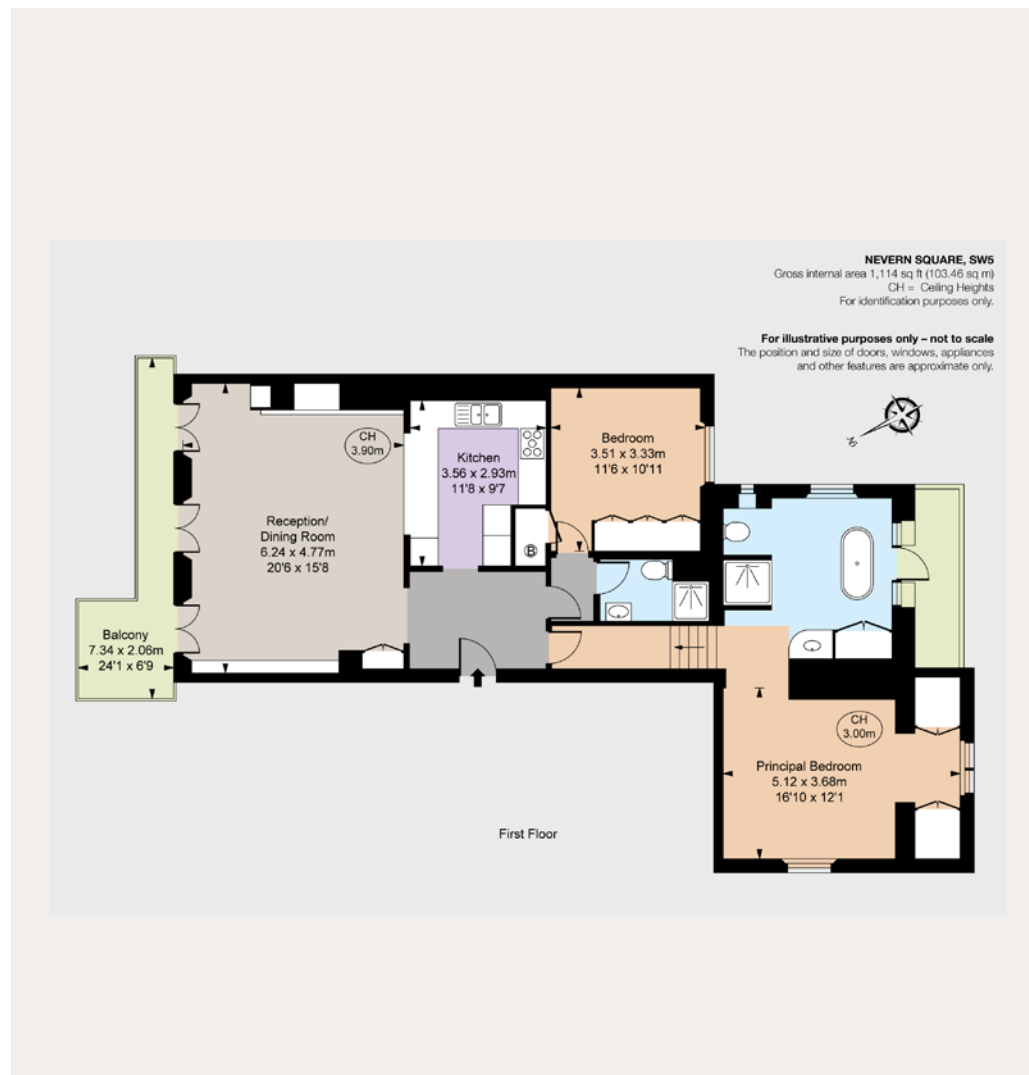 NEVERN SQUARE, SW5
Gross internal area 1,114 sq ft (103.46 sq m)
CH = Ceiling Heights
For identification purposes only.
For illustrative purposes only – not to scale
The position and size of doors, windows, appliances
and other features are approximate only.
N
CH
3.90m
Kitchen
3.56 x 2.93m
11'8 x 9'7
Bedroom
3.51 x 3.33m
11'6 x 10'11
Reception/
Dining Room
6.24 x 4.77m
20'6 x 15'8
B
Balcony
7.34 x 2.06m
24'1 x 6'9
CH
3.00m
Principal Bedroom
5.12 x 3.68m
16'10 x 12'1
First Floor